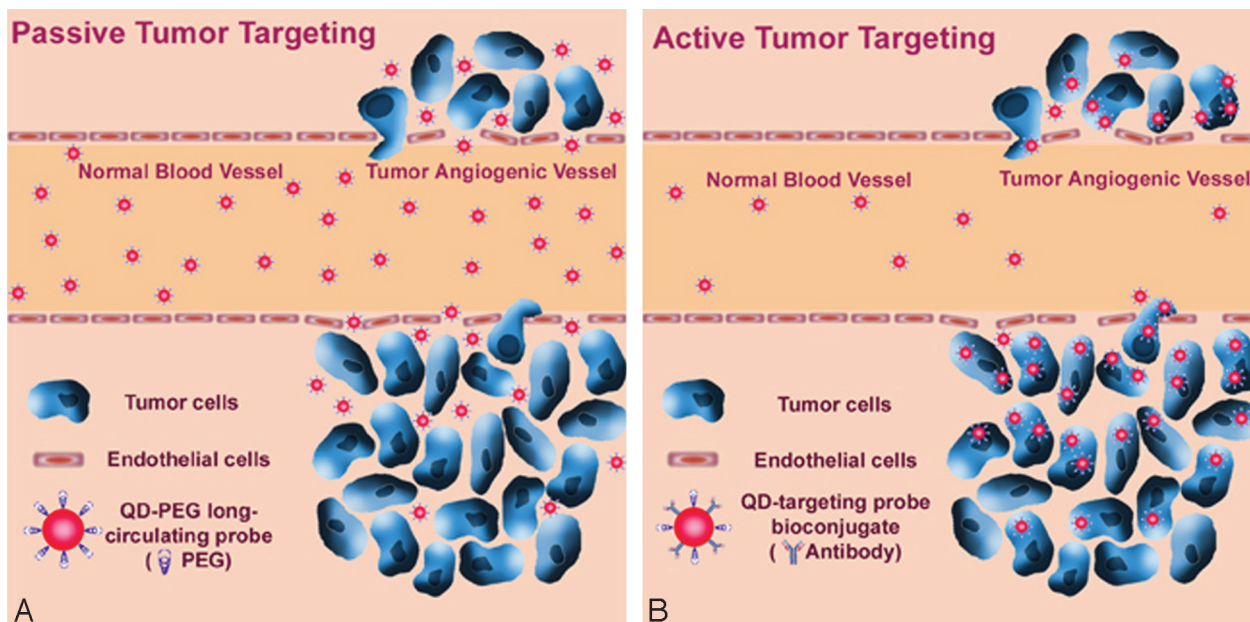 Passive Tumor Targeting
Normal Blood Vessel
Tumor Angiogenic Vessel
Tumor cells
Endothelial cells
QD-PEG long-
circulating probe
( PEG)
A
Active Tumor Targeting
Normal Blood Vessel
Tumor Angiogenic Vessel
Tumor cells
Endothelial cells
QD-targeting probe
bioconjugate
( Antibody)
B